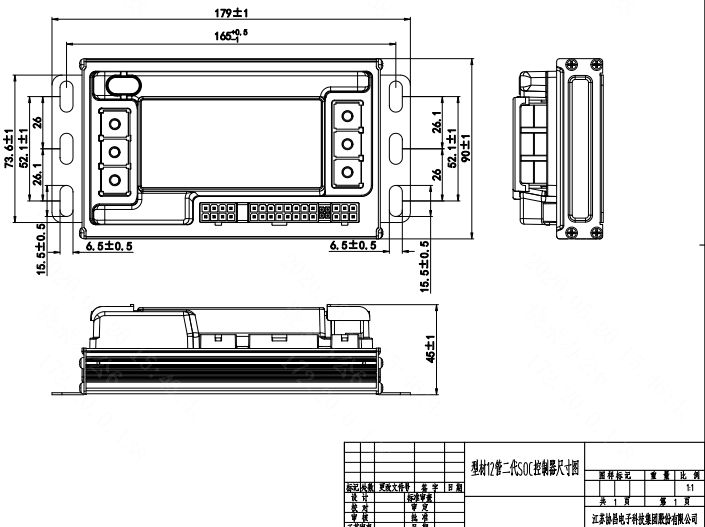 179±1
165+0.5-1
73.6±1
52.1±1
26
26.1
26.1
26
52.1±1
90±1
15.5±0.5
6.5±0.5
6.5±0.5
15.5±0.5
45±1
型材12管二代SOC控制器尺寸图
图样标记 重量 比例
1:1
标记 处数 更改文件号 签字 日期
设计 标准审查
校对 审定
审核 批准
共 1 页 第 1 页
日期
江苏协昌电子科技集团股份有限公司